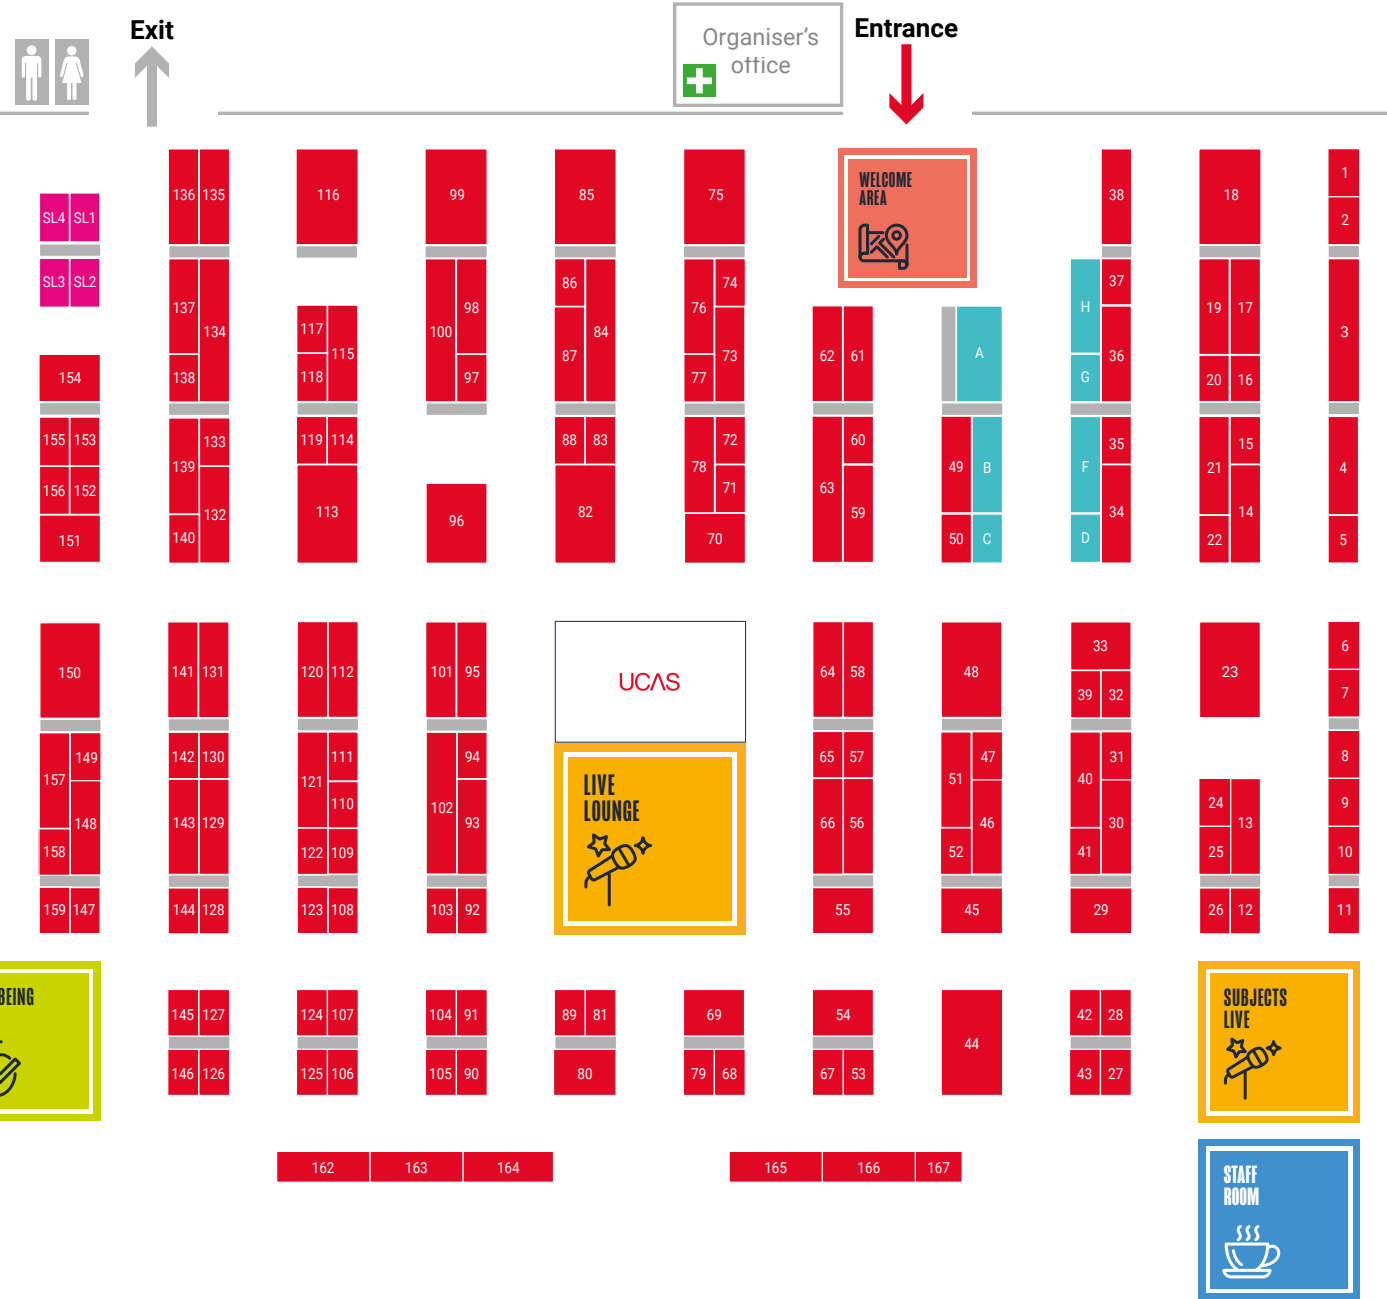 Exit
Organiser's
office
Entrance
WELCOME
AREA
136 135 116 99 85 75 38 18 1
2
SL4 SL1
SL3 SL2
137 134 138
117 115 118
100 98 97
86 84 87
76 74 73 77
62 61
A
H G
37 36
19 17 20 16
3
154
155 153
156 152
151
139 133 132 140
119 114
113
96
88 83
82
78 72 71
70
63 60 59
49 B
50 C
F D
35 34
21 15 14 22
4
5
150
141 131
120 112
101 95
UCAS
64 58
48
33
39 32
23
6
7
157 149 148 158
142 130
143 129
121 111 110
122 109
102 94 93
LIVE
LOUNGE
65 57
66 56
51 47 46 52
40 31 30 41
24 13 25
8
9
10
159 147
144 128
123 108
103 92
55
45
29
26 12
11
BEING
145 127
146 126
124 107
125 106
104 91
105 90
89 81
80
69
79 68
54
67 53
44
42 28
43 27
SUBJECTS
LIVE
162 163 164
165 166 167
STAFF
ROOM